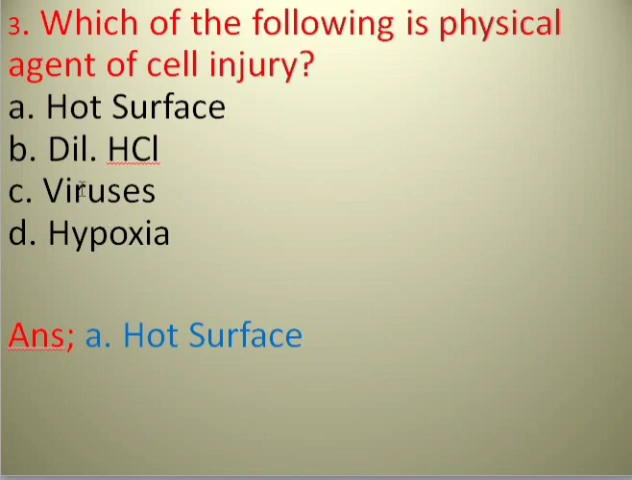 3. Which of the following is physical
agent of cell injury?
a. Hot Surface
b. Dil. HCl
c. Viruses
d. Hypoxia
Ans; a. Hot Surface